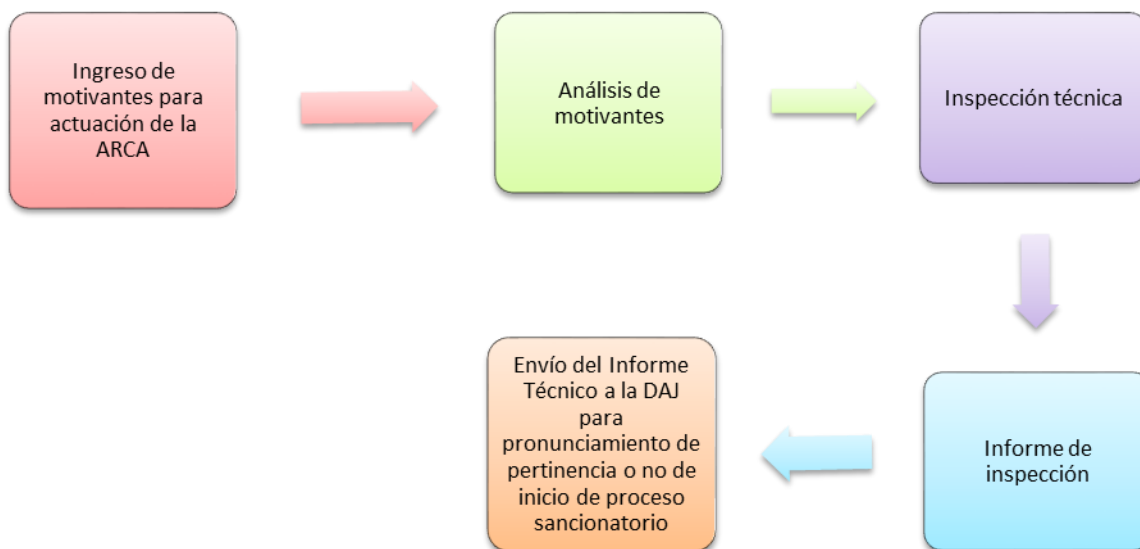 Ingreso de
motivantes para
actuación de la
ARCA
Análisis de
motivantes
Inspección técnica
Informe de
inspección
Envío del Informe
Técnico a la DAJ
para
pronunciamiento de
pertinencia o no de
inicio de proceso
sancionatorio